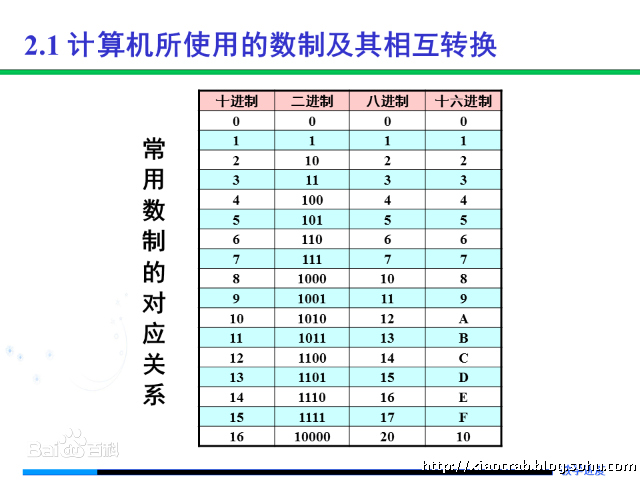 2.1 计算机所使用的数制及其相互转换
常用数制的对应关系
十进制 二进制 八进制 十六进制
0 0 0 0
1 1 1 1
2 10 2 2
3 11 3 3
4 100 4 4
5 101 5 5
6 110 6 6
7 111 7 7
8 1000 10 8
9 1001 11 9
10 1010 12 A
11 1011 13 B
12 1100 14 C
13 1101 15 D
14 1110 16 E
15 1111 17 F
16 10000 20 10
Bai百科
http://xiaocrab.blog.sohu.com
教学进度